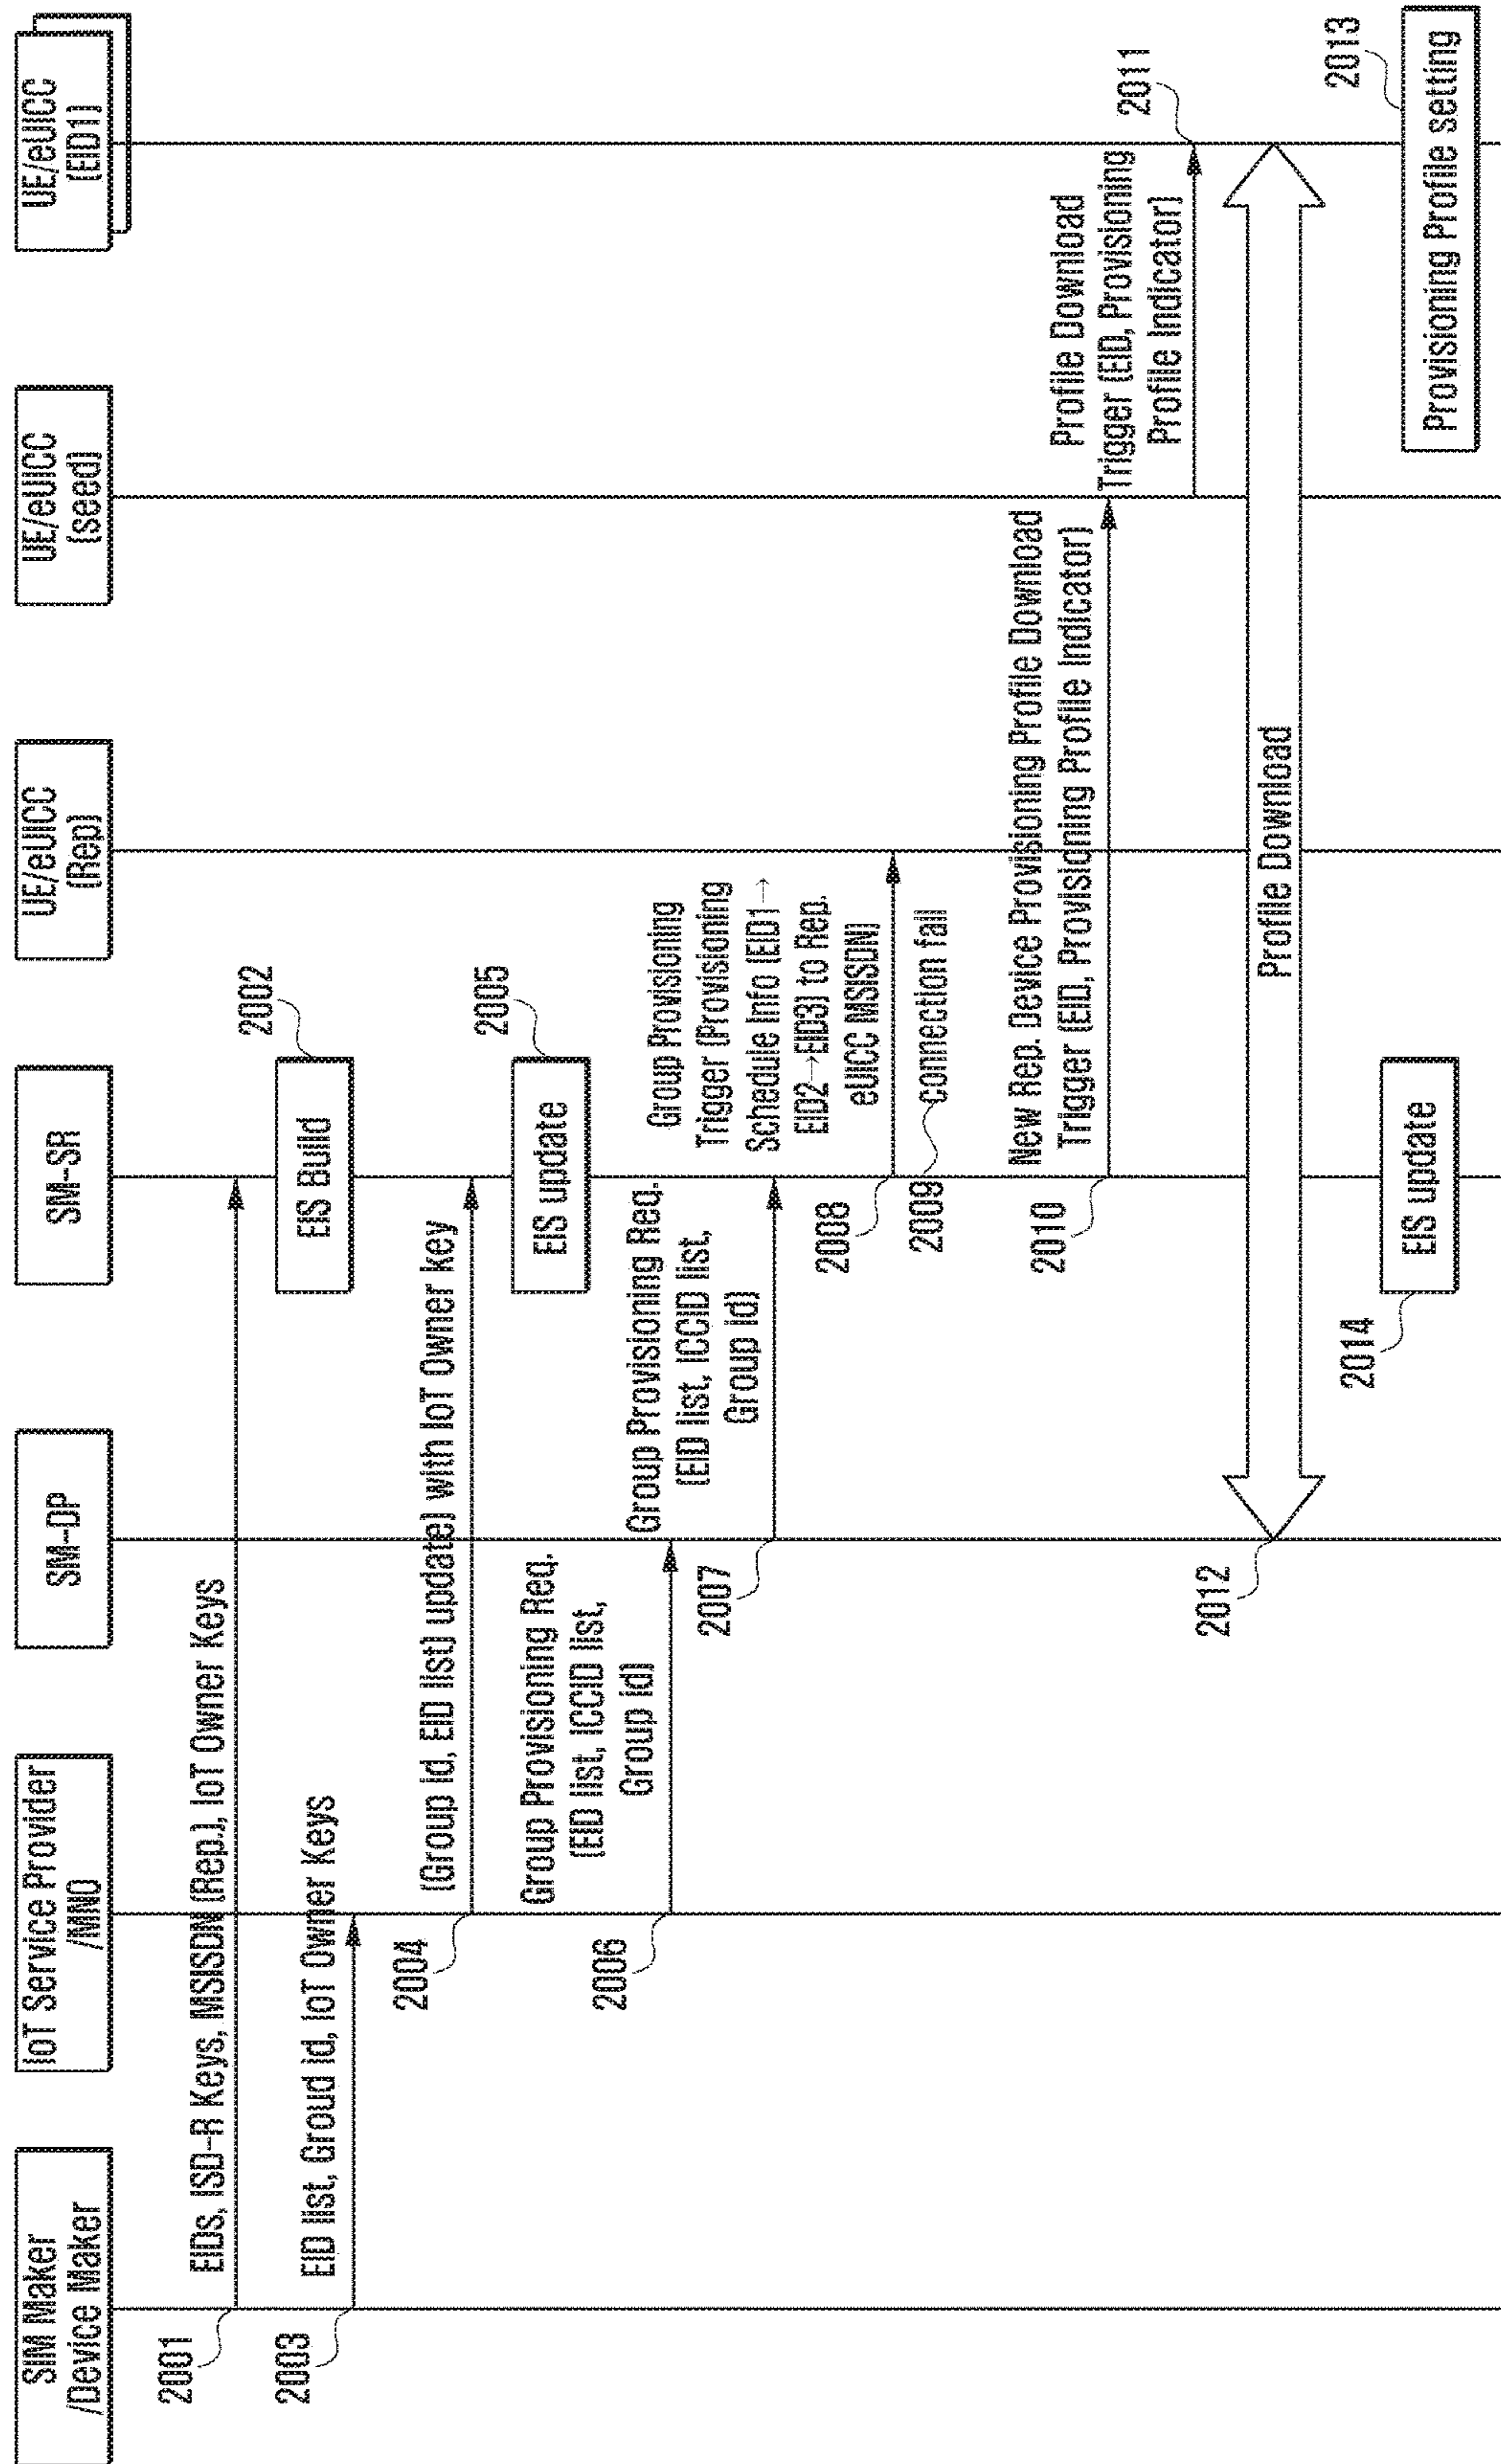 SIM Maker
/Device Maker
IoT Service Provider
/MNO
SM-DP
SM-SR
UE/eUICC
(Rep)
UE/eUICC
(seed)
UE/eUICC
(EID1)
2001
EIDs, ISD-R Keys, MSISDN (Rep.), IoT Owner Keys
EIS Build
2002
2003
EID list, Groud id, IoT Owner Keys
2004
(Group id, EID list) update) with IoT Owner Key
EIS update
2005
2006
Group Provisioning Req.
(EID list, ICCID list,
Group id)
2007
Group Provisioning Req.
(EID list, ICCID list,
Group id)
2008
Group Provisioning
Trigger (Provisioning
Schedule Info (EID1→
EID2→EID3) to Rep.
eUICC MSISDN)
2009
connection fail
2010
New Rep. Device Provisioning Profile Download
Trigger (EID, Provisioning Profile Indicator)
Profile Download
Trigger (EID, Provisioning
Profile Indicator)
2011
2012
Profile Download
Provisioning Profile setting
2013
2014
EIS update